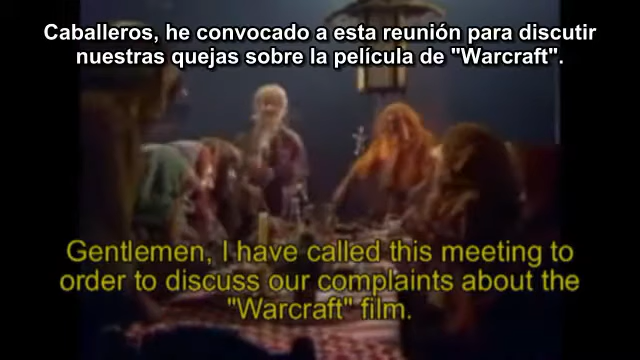 Caballeros, he convocado a esta reunión para discutir
nuestras quejas sobre la película de "Warcraft".
Gentlemen, I have called this meeting to
order to discuss our complaints about the
"Warcraft" film.